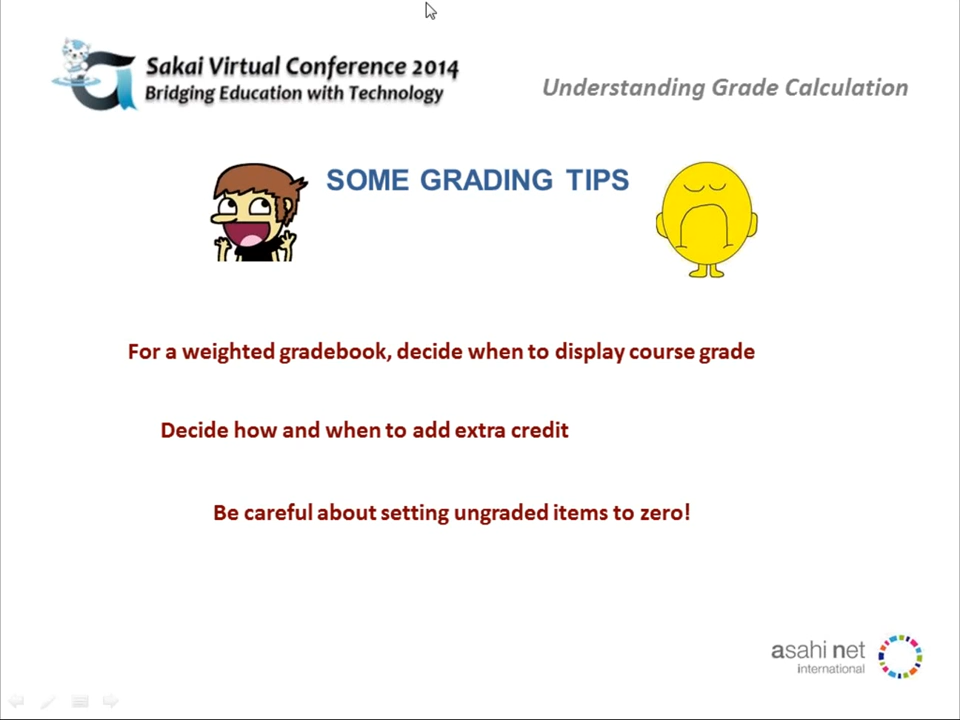 Sakai Virtual Conference 2014
Bridging Education with Technology
Understanding Grade Calculation
SOME GRADING TIPS
For a weighted gradebook, decide when to display course grade
Decide how and when to add extra credit
Be careful about setting ungraded items to zero!
asahi net
international